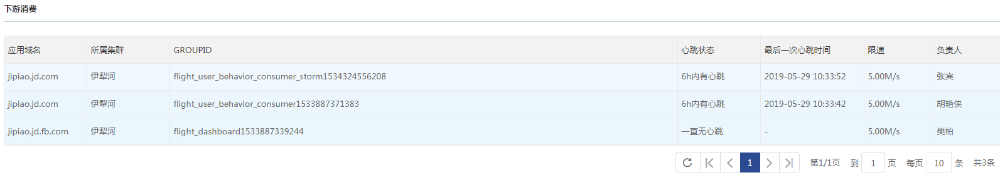 下游消费
应用域名 所属集群 GROUPID 心跳状态 最后一次心跳时间 限速 负责人
jipiao.jd.com 伊犁河 flight_user_behavior_consumer_storm1534324556208 6h内有心跳 2019-05-29 10:33:52 5.00M/s 张宾
jipiao.jd.com 伊犁河 flight_user_behavior_consumer1533887371383 6h内有心跳 2019-05-29 10:33:42 5.00M/s 胡艳侠
jipiao.jd.fb.com 伊犁河 flight_dashboard1533887339244 一直无心跳 - 5.00M/s 樊柏
1 第1/1页 到 1 页 每页 10 条 共3条